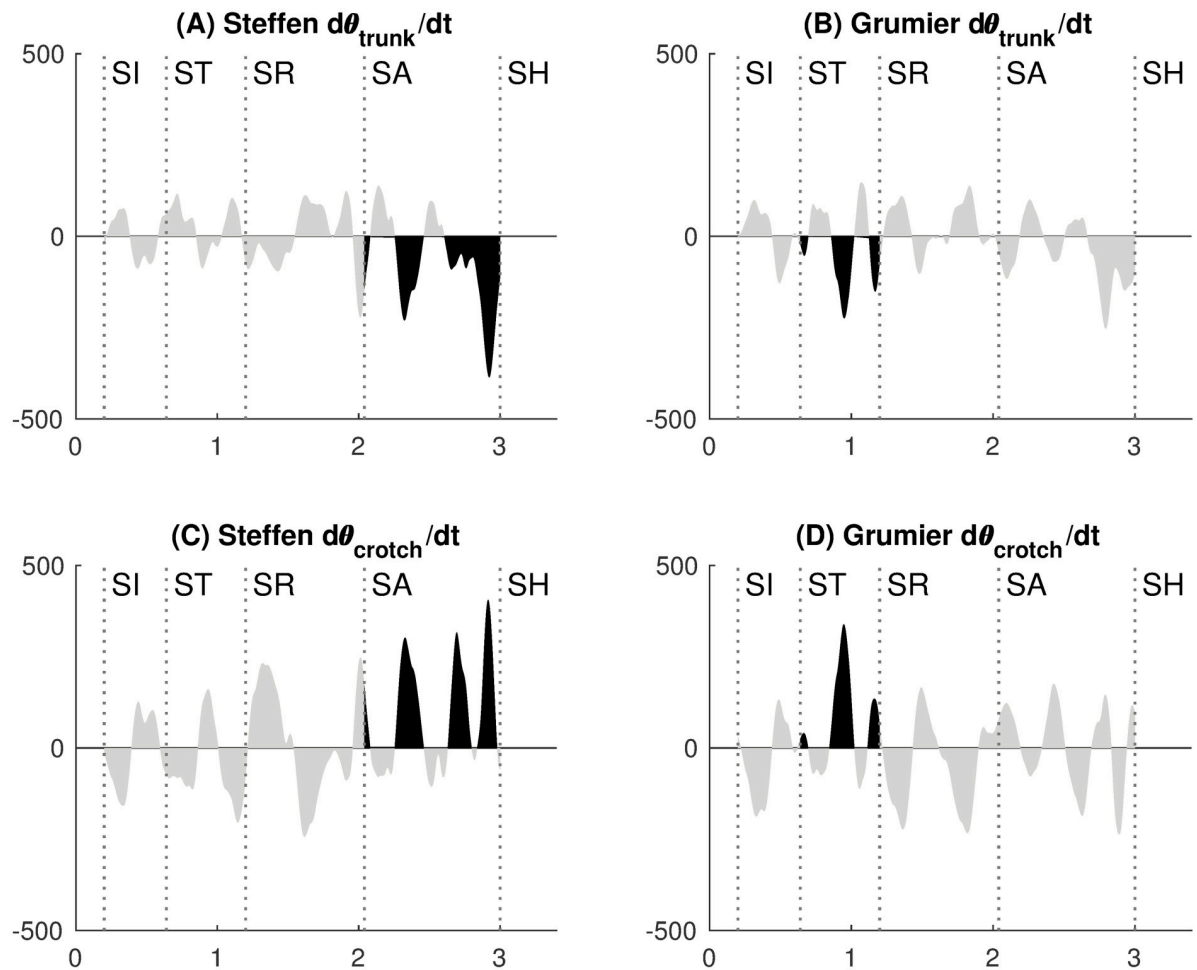 (A) Steffen dθtrunk/dt
500
SI ST SR SA SH
0
-500
0 1 2 3
(B) Grumier dθtrunk/dt
500
SI ST SR SA SH
0
-500
0 1 2 3
(C) Steffen dθcrotch/dt
500
SI ST SR SA SH
0
-500
0 1 2 3
(D) Grumier dθcrotch/dt
500
SI ST SR SA SH
0
-500
0 1 2 3